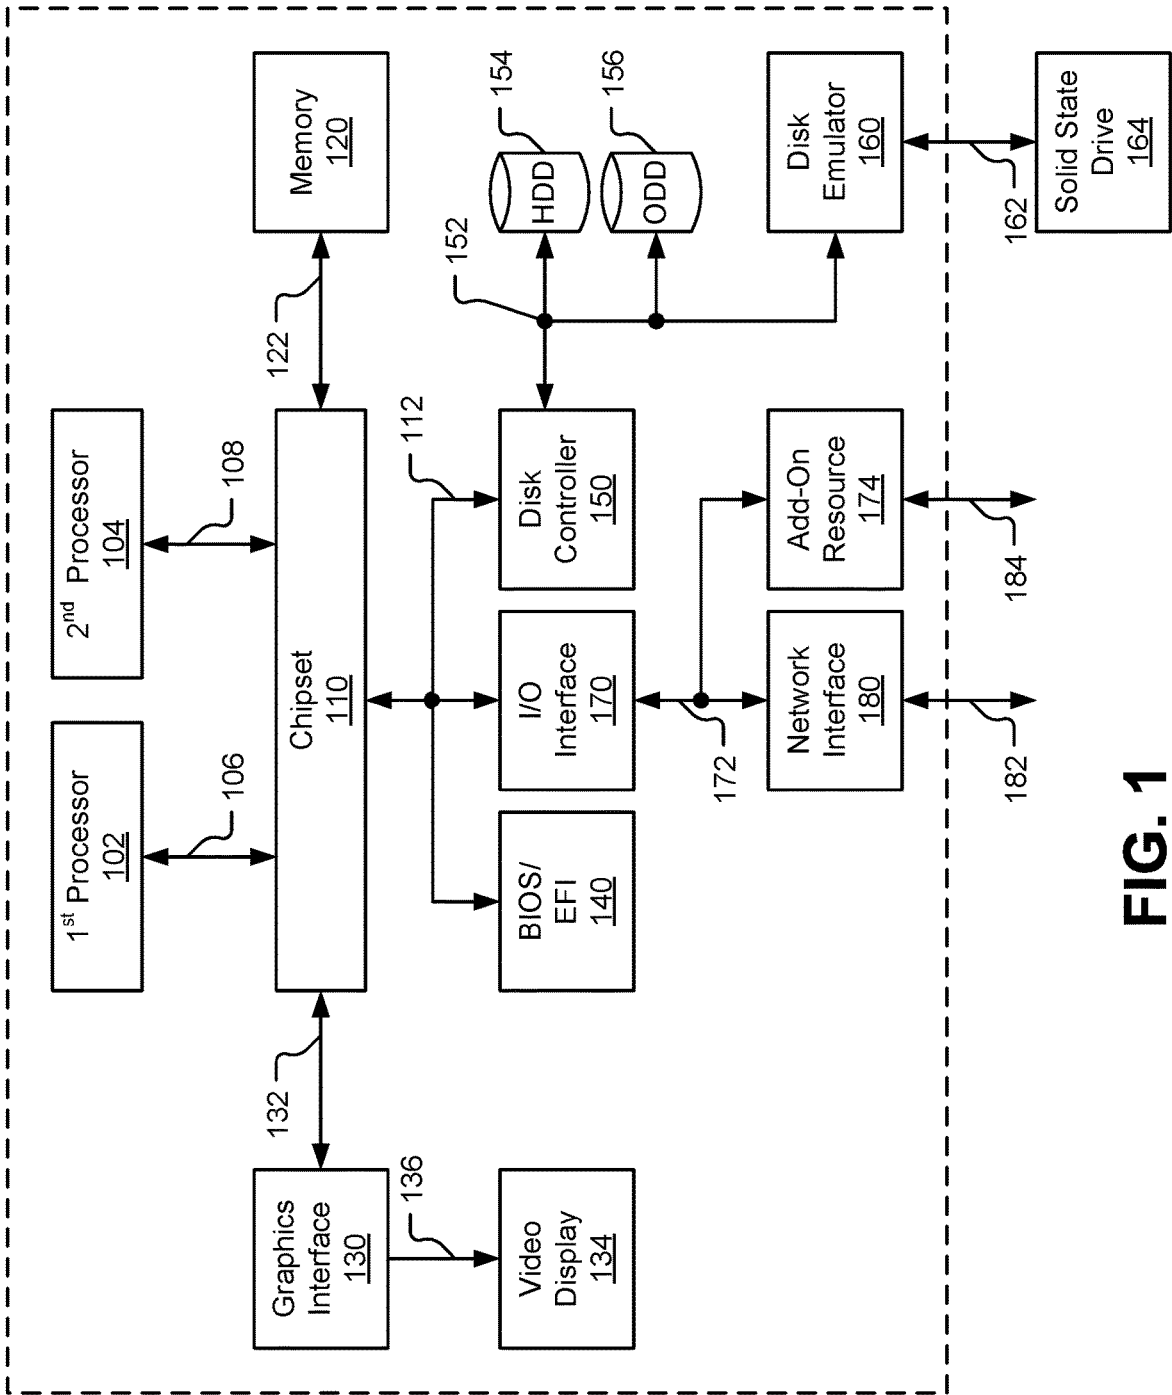 1st Processor
102
2nd Processor
104
106
108
Graphics
Interface
130
132
Chipset
110
122
Memory
120
136
112
152
154
156
Video
Display
134
BIOS/
EFI
140
I/O
Interface
170
Disk
Controller
150
HDD
ODD
172
Network
Interface
180
Add-On
Resource
174
Disk
Emulator
160
182
184
162
Solid State
Drive
164
FIG. 1